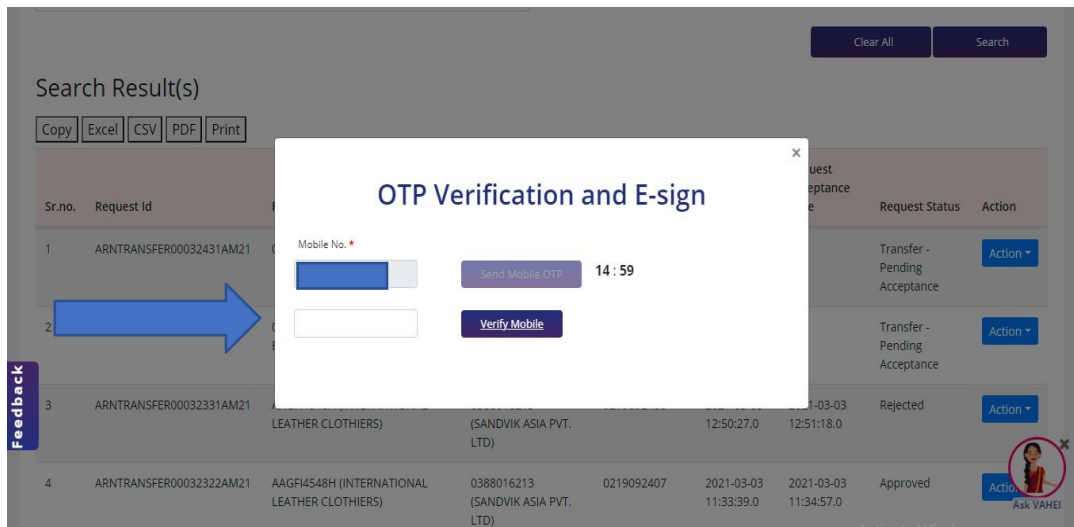 Clear All
Search
Search Result(s)
Copy
Excel
CSV
PDF
Print
Sr.no.
Request Id
Request Status
Action
OTP Verification and E-sign
×
Mobile No. *
Send Mobile OTP
14 : 59
Verify Mobile
1
ARNTRANSFER00032431AM21
Transfer -
Pending
Acceptance
Action
2
Transfer -
Pending
Acceptance
Action
3
ARNTRANSFER00032331AM21
LEATHER CLOTHIERS)
(SANDVIK ASIA PVT.
LTD)
12:50:27.0
12:51:18.0
Rejected
Action
4
ARNTRANSFER00032322AM21
AAGFI4548H (INTERNATIONAL
LEATHER CLOTHIERS)
0388016213
(SANDVIK ASIA PVT.
LTD)
0219092407
2021-03-03
11:33:39.0
2021-03-03
11:34:57.0
Approved
Feedback
Ask VAHEI